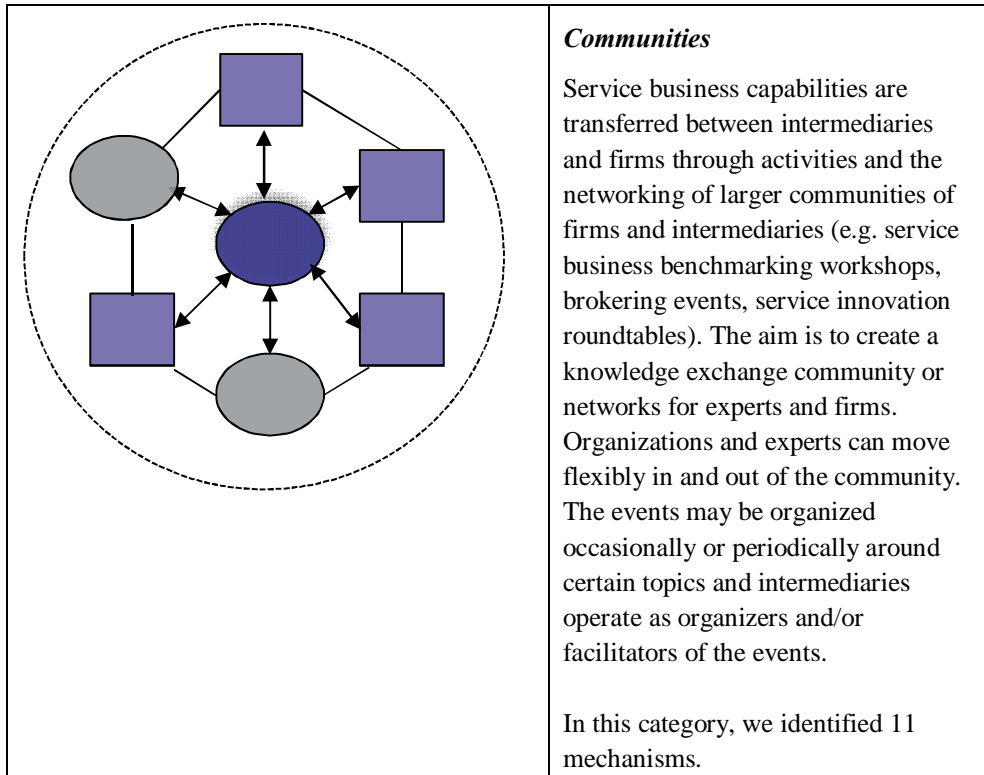 Communities
Service business capabilities are
transferred between intermediaries
and firms through activities and the
networking of larger communities of
firms and intermediaries (e.g. service
business benchmarking workshops,
brokering events, service innovation
roundtables). The aim is to create a
knowledge exchange community or
networks for experts and firms.
Organizations and experts can move
flexibly in and out of the community.
The events may be organized
occasionally or periodically around
certain topics and intermediaries
operate as organizers and/or
facilitators of the events.
In this category, we identified 11
mechanisms.